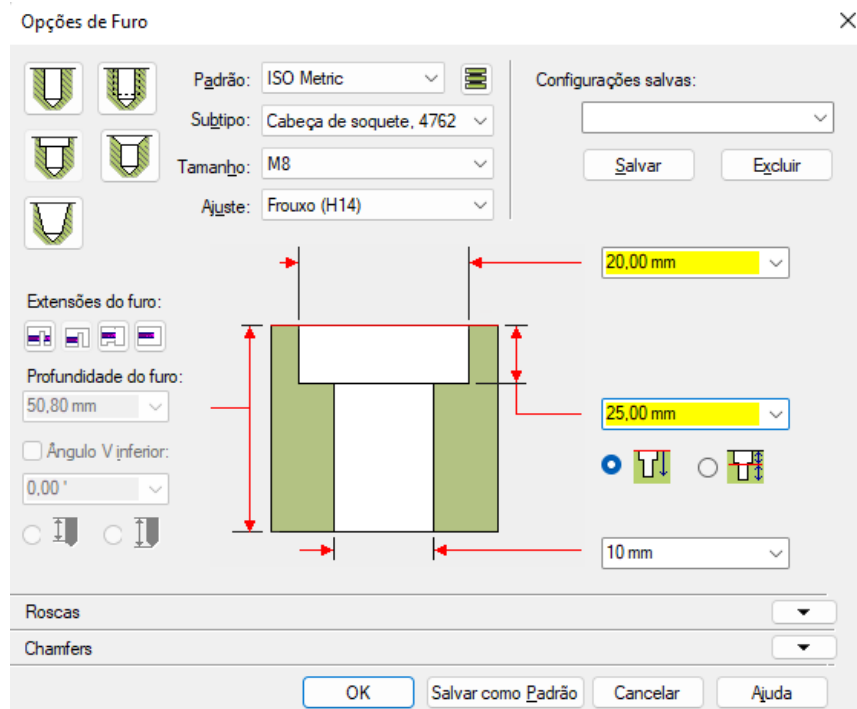 Opções de Furo
Padrão: ISO Metric
Subtipo: Cabeça de soquete, 4762
Tamanho: M8
Ajuste: Frouxo (H14)
Configurações salvas:
Salvar Excluir
20,00 mm
Extensões do furo:
Profundidade do furo:
50,80 mm
25,00 mm
Ângulo V inferior:
0,00 °
10 mm
Roscas
Chamfers
OK Salvar como Padrão Cancelar Ajuda